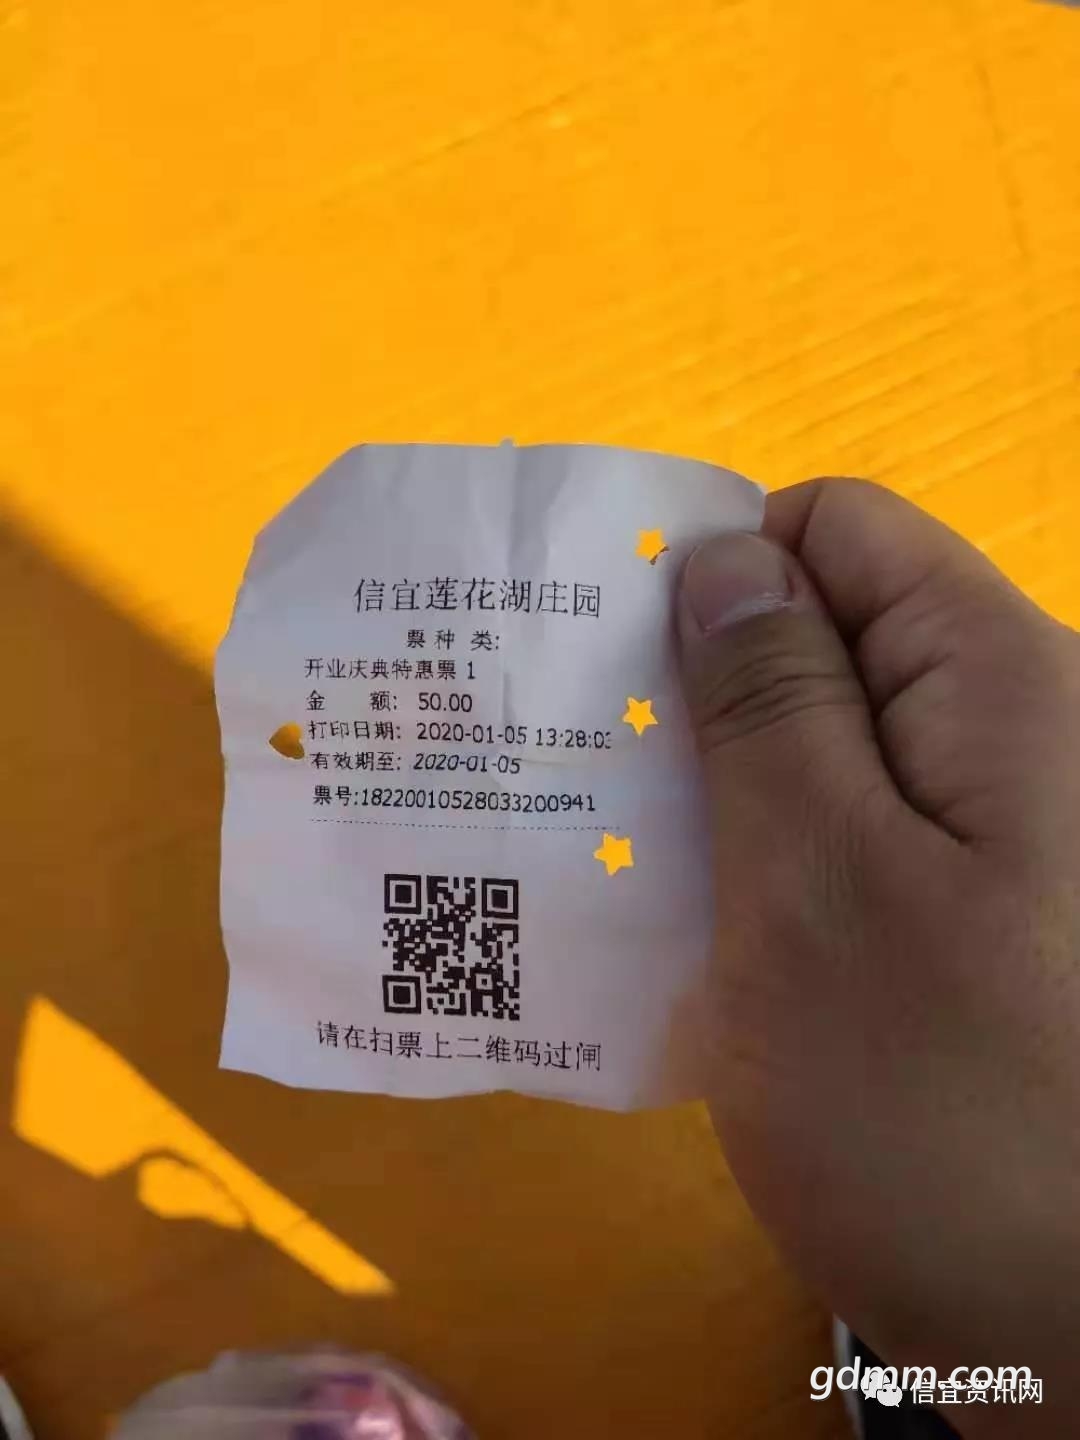 信宜莲花湖庄园
票 种 类:
开业庆典特惠票 1
金 额: 50.00
打印日期: 2020-01-05 13:28:03
有效期至: 2020-01-05
票号:18220010528033200941
请在扫票上二维码过闸
gdmm.com
信宜资讯网